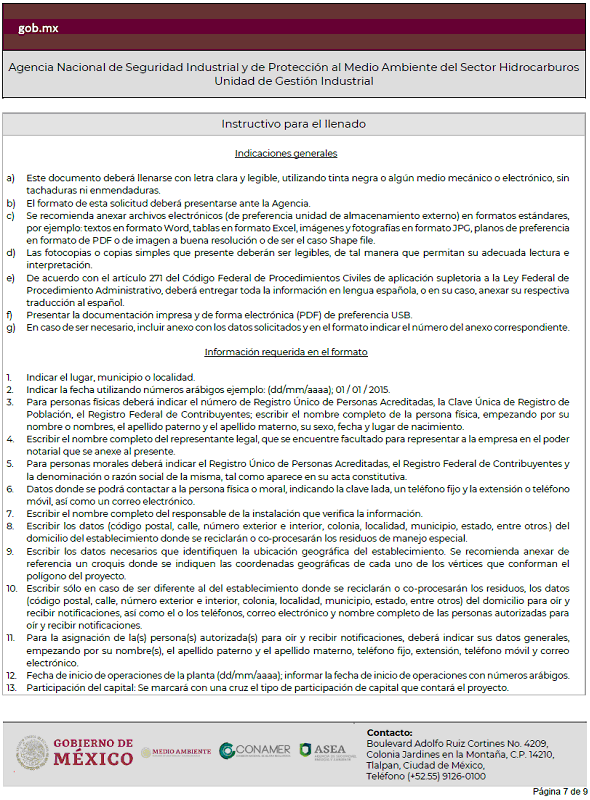 gob.mx
Agencia Nacional de Seguridad Industrial y de Protección al Medio Ambiente del Sector Hidrocarburos
Unidad de Gestión Industrial
Instructivo para el llenado
Indicaciones generales
a) Este documento deberá llenarse con letra clara y legible, utilizando tinta negra o algún medio mecánico o electrónico, sin
tachaduras ni enmendaduras.
b) El formato de esta solicitud deberá presentarse ante la Agencia.
c) Se recomienda anexar archivos electrónicos (de preferencia unidad de almacenamiento externo) en formatos estándares,
por ejemplo: textos en formato Word, tablas en formato Excel, imágenes y fotografías en formato JPG, planos de preferencia
en formato de PDF o de imagen a buena resolución o de ser el caso Shape file.
d) Las fotocopias o copias simples que presente deberán ser legibles, de tal manera que permitan su adecuada lectura e
interpretación.
e) De acuerdo con el artículo 271 del Código Federal de Procedimientos Civiles de aplicación supletoria a la Ley Federal de
Procedimiento Administrativo, deberá entregar toda la información en lengua española, o en su caso, anexar su respectiva
traducción al español.
f) Presentar la documentación impresa y de forma electrónica (PDF) de preferencia USB.
g) En caso de ser necesario, incluir anexo con los datos solicitados y en el formato indicar el número del anexo correspondiente.
Información requerida en el formato
1. Indicar el lugar, municipio o localidad.
2. Indicar la fecha utilizando números arábigos ejemplo: (dd/mm/aaaa); 01 / 01 / 2015.
3. Para personas físicas deberá indicar el número de Registro Único de Personas Acreditadas, la Clave Única de Registro de
Población, el Registro Federal de Contribuyentes; escribir el nombre completo de la persona física, empezando por su
nombre o nombres, el apellido paterno y el apellido materno, su sexo, fecha y lugar de nacimiento.
4. Escribir el nombre completo del representante legal, que se encuentre facultado para representar a la empresa en el poder
notarial que se anexe al presente.
5. Para personas morales deberá indicar el Registro Único de Personas Acreditadas, el Registro Federal de Contribuyentes y
la denominación o razón social de la misma, tal como aparece en su acta constitutiva.
6. Datos donde se podrá contactar a la persona física o moral, indicando la clave lada, un teléfono fijo y la extensión o teléfono
móvil, así como un correo electrónico.
7. Escribir el nombre completo del responsable de la instalación que verifica la información.
8. Escribir los datos (código postal, calle, número exterior e interior, colonia, localidad, municipio, estado, entre otros.) del
domicilio del establecimiento donde se reciclarán o co-procesarán los residuos de manejo especial.
9. Escribir los datos necesarios que identifiquen la ubicación geográfica del establecimiento. Se recomienda anexar de
referencia un croquis donde se indiquen las coordenadas geográficas de cada uno de los vértices que conforman el
polígono del proyecto.
10. Escribir sólo en caso de ser diferente al del establecimiento donde se reciclarán o co-procesarán los residuos, los datos
(código postal, calle, número exterior e interior, colonia, localidad, municipio, estado, entre otros) del domicilio para oír y
recibir notificaciones, así como el o los teléfonos, correo electrónico y nombre completo de las personas autorizadas para
oír y recibir notificaciones.
11. Para la asignación de la(s) persona(s) autorizada(s) para oír y recibir notificaciones, deberá indicar sus datos generales,
empezando por su nombre(s), el apellido paterno y el apellido materno, teléfono fijo, extensión, teléfono móvil y correo
electrónico.
12. Fecha de inicio de operaciones de la planta (dd/mm/aaaa); informar la fecha de inicio de operaciones con números arábigos.
13. Participación del capital: Se marcará con una cruz el tipo de participación de capital que contará el proyecto.
GOBIERNO DE
MÉXICO
MEDIO AMBIENTE
CONAMER
ASEA
Contacto:
Boulevard Adolfo Ruiz Cortines No. 4209,
Colonia Jardines en la Montaña, C.P. 14210,
Tlalpan, Ciudad de México,
Teléfono (+52.55) 9126-0100
Página 7 de 9